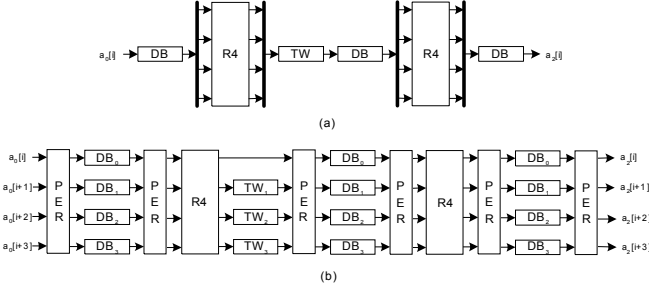 a₀[i] DB R4 TW DB R4 DB a₂[i]
(a)
a₀[i] DB₀ DB₀ DB₀ a₂[i]
a₀[i+1] PER DB₁ PER R4 TW₁ PER DB₁ PER R4 PER DB₁ PER a₂[i+1]
a₀[i+2] DB₂ TW₂ DB₂ DB₂ a₂[i+2]
a₀[i+3] DB₃ TW₃ DB₃ DB₃ a₂[i+3]
(b)